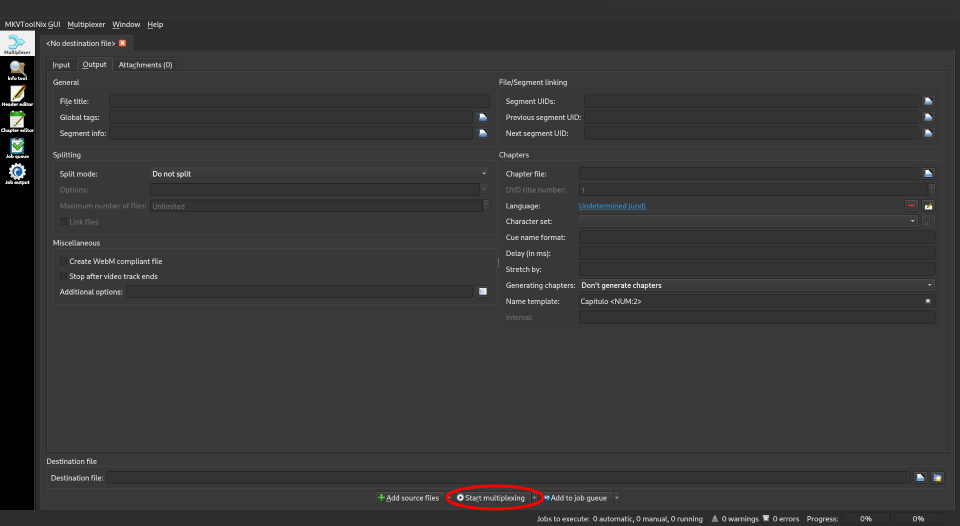 MKVToolNix GUI Multiplexer Window Help
<No destination file>
Multiplexer
Info tool
Header editor
Chapter editor
Job queue
Job output
Input Output Attachments (0)
General
File title:
Global tags:
Segment info:
Splitting
Split mode: Do not split
Options:
Maximum number of files: Unlimited
Link files
Miscellaneous
Create WebM compliant file
Stop after video track ends
Additional options:
File/Segment linking
Segment UIDs:
Previous segment UID:
Next segment UID:
Chapters
Chapter file:
DVD title number: 1
Language: Undetermined (und)
Character set:
Cue name format:
Delay (in ms):
Stretch by:
Generating chapters: Don't generate chapters
Name template: Capítulo <NUM:2>
Interval:
Destination file
Destination file:
Add source files Start multiplexing Add to job queue
Jobs to execute: 0 automatic, 0 manual, 0 running 0 warnings 0 errors Progress: 0% 0%